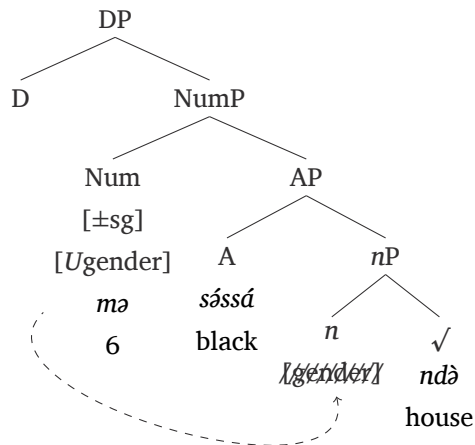 DP
D NumP
Num AP
[±sg]
[Ugender] A nP
mə sə́ssá n √
6 black [gender] ndə̀
house